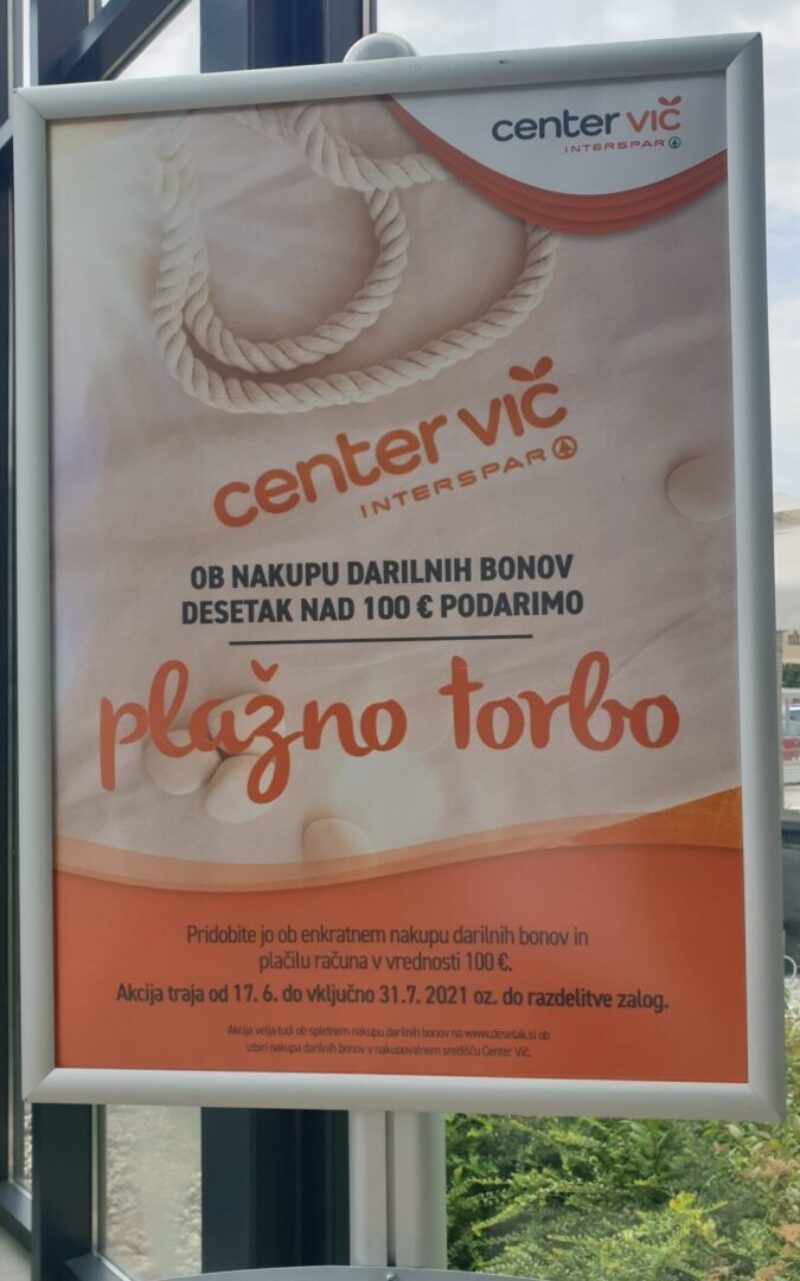 center vič
INTERSPAR
center vič
INTERSPAR
OB NAKUPU DARILNIH BONOV
DESETAK NAD 100 € PODARIMO
plažno torbo
Pridobite jo ob enkratnem nakupu darilnih bonov in
plačilu računa v vrednosti 100 €.
Akcija traja od 17. 6. do vključno 31.7. 2021 oz. do razdelitve zalog.
Akcija velja tudi ob spletnem nakupu darilnih bonov na www.desetak.si ob
izbiri nakupa darilnih bonov v nakupovalnem središču Center Vič.